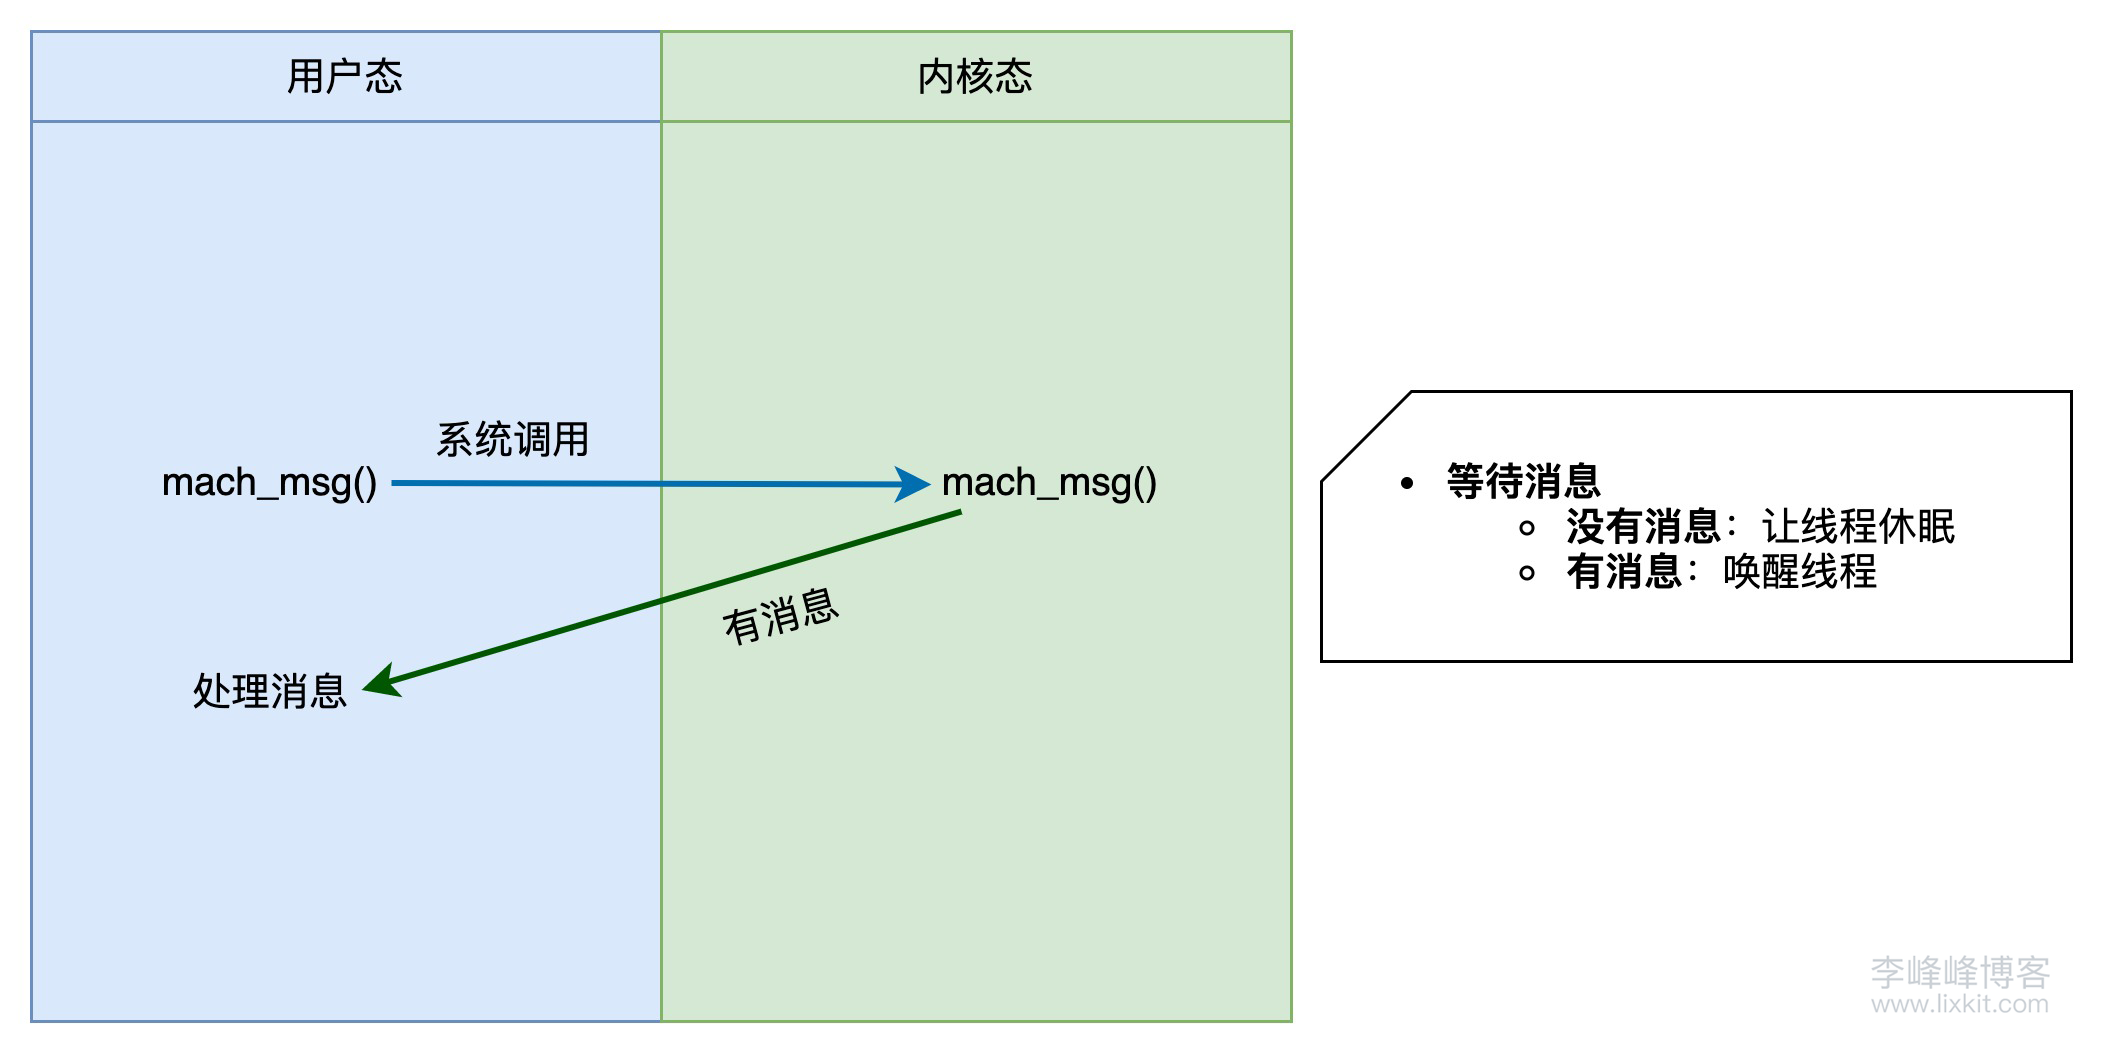 用户态
内核态
系统调用
mach_msg()
mach_msg()
有消息
处理消息
等待消息
没有消息：让线程休眠
有消息：唤醒线程
李峰峰博客
www.lixkit.com